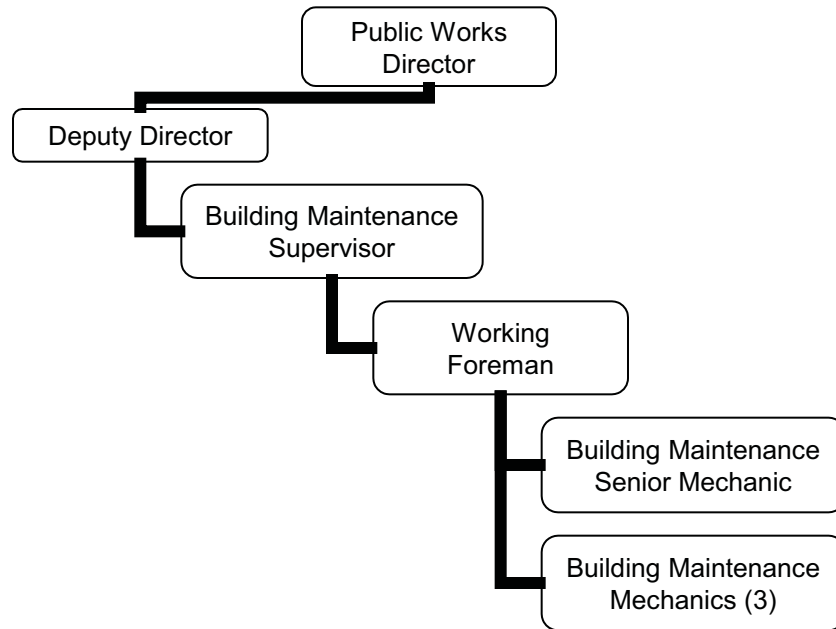 Public Works
Director
Deputy Director
Building Maintenance
Supervisor
Working
Foreman
Building Maintenance
Senior Mechanic
Building Maintenance
Mechanics (3)